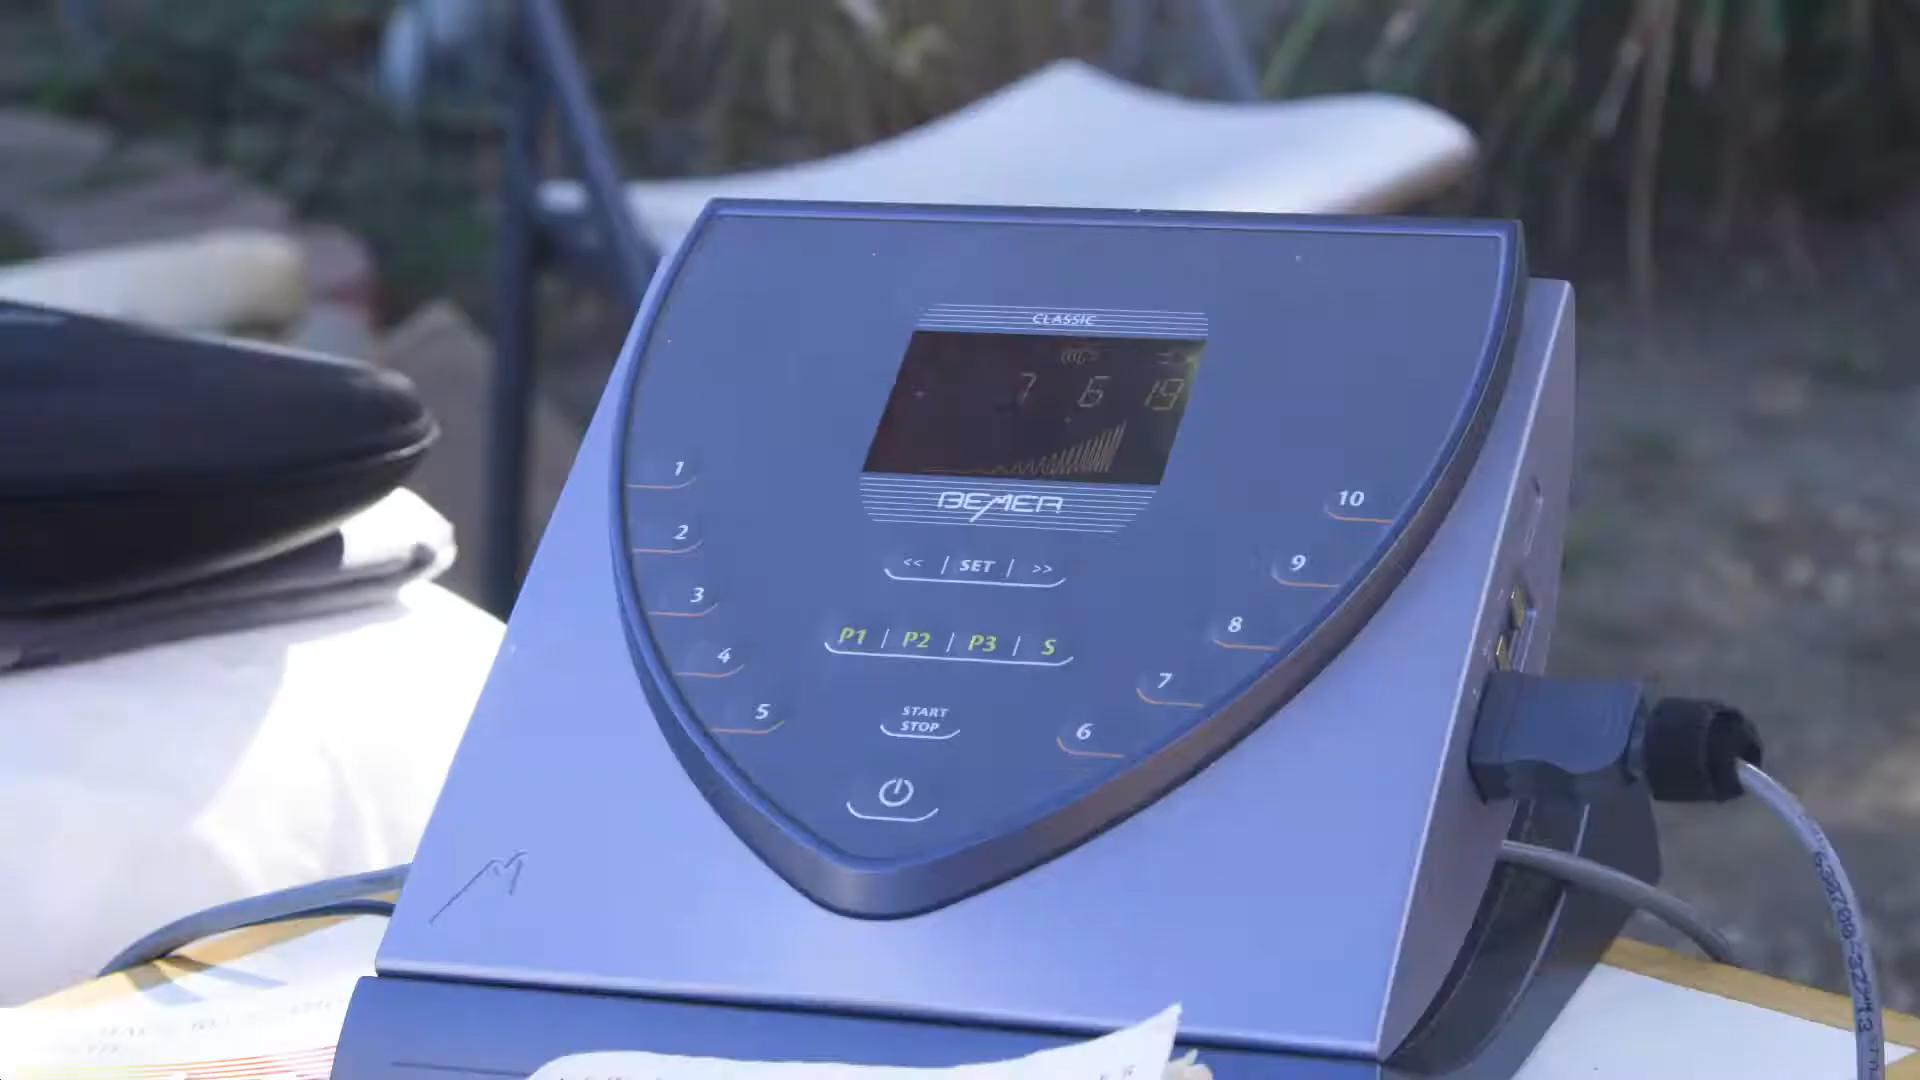 CLASSIC
7 6 19
BEMER
<< | SET | >>
P1 | P2 | P3 | S
START
STOP
1
2
3
4
5
10
9
8
7
6